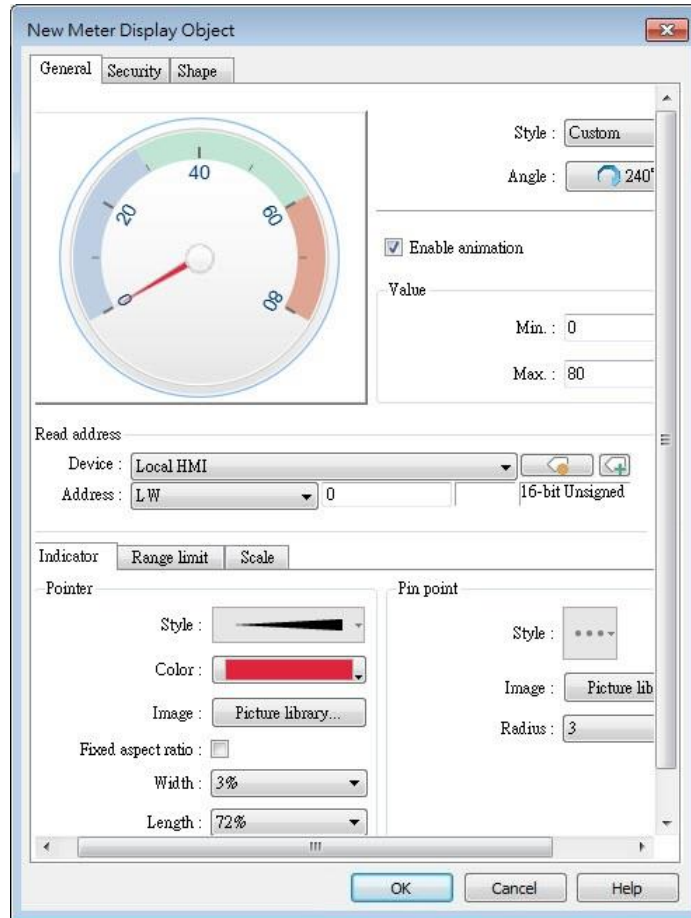 New Meter Display Object
General Security Shape
Style : Custom
Angle : 240°
Enable animation
Value
Min. : 0
Max. : 80
0 20 40 60 80
Read address
Device : Local HMI
Address : LW 0 16-bit Unsigned
Indicator Range limit Scale
Pointer Pin point
Style : Style :
Color : Image : Picture lib
Image : Picture library... Radius : 3
Fixed aspect ratio :
Width : 3%
Length : 72%
OK Cancel Help